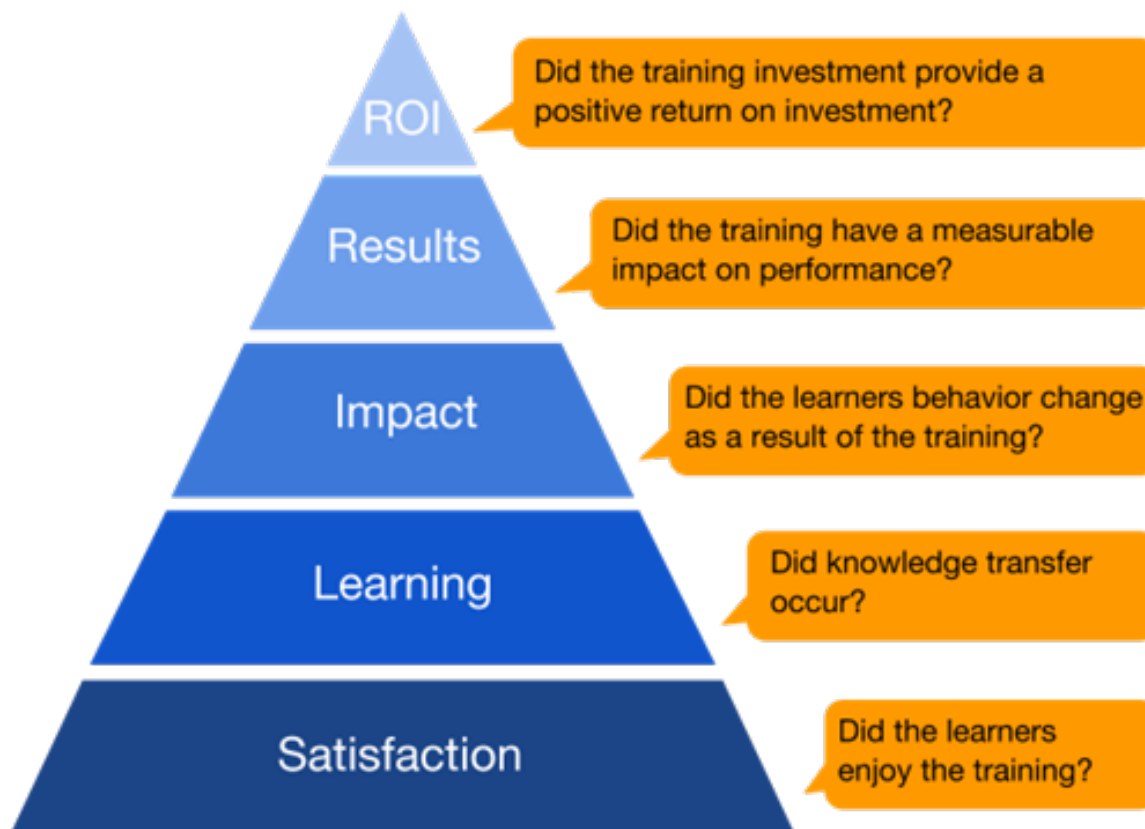 ROI
Did the training investment provide a
positive return on investment?
Results
Did the training have a measurable
impact on performance?
Impact
Did the learners behavior change
as a result of the training?
Learning
Did knowledge transfer
occur?
Satisfaction
Did the learners
enjoy the training?